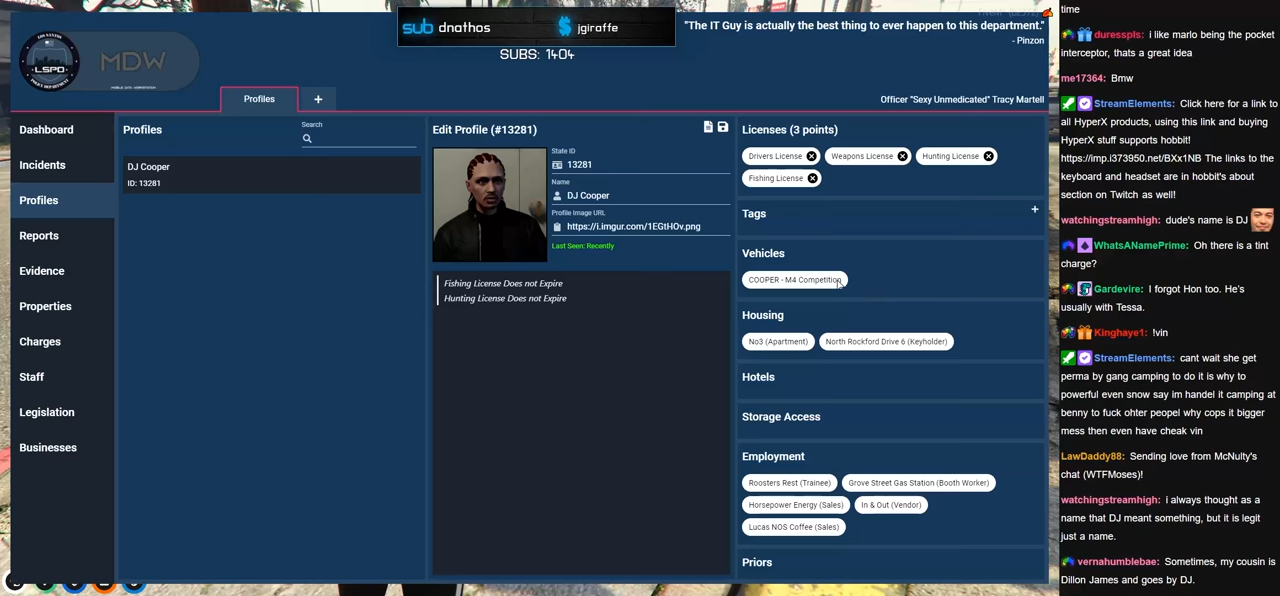 sub dnathos
jgiraffe
SUBS: 1404
"The IT Guy is actually the best thing to ever happen to this department."
- Pinzon
LOS SANTOS
LSPD
POLICE DEPARTMENT
MDW
MOBILE DATA WORKSTATION
Profiles
+
Officer "Sexy Unmedicated" Tracy Martell
Dashboard
Incidents
Profiles
Reports
Evidence
Properties
Charges
Staff
Legislation
Businesses
Profiles
Search
DJ Cooper
ID: 13281
Edit Profile (#13281)
State ID
13281
Name
DJ Cooper
Profile Image URL
https://i.imgur.com/1EGtHOv.png
Last Seen: Recently
Fishing License Does not Expire
Hunting License Does not Expire
Licenses (3 points)
Drivers License
Weapons License
Hunting License
Fishing License
Tags
+
Vehicles
COOPER - M4 Competition
Housing
No3 (Apartment)
North Rockford Drive 6 (Keyholder)
Hotels
Storage Access
Employment
Roosters Rest (Trainee)
Grove Street Gas Station (Booth Worker)
Horsepower Energy (Sales)
In & Out (Vendor)
Lucas NOS Coffee (Sales)
Priors
time
duresspls: i like marlo being the pocket
interceptor, thats a great idea
me17364: Bmw
StreamElements: Click here for a link to
all HyperX products, using this link and buying
HyperX stuff supports hobbit!
https://imp.i373950.net/BXx1NB The links to the
keyboard and headset are in hobbit's about
section on Twitch as well!
watchingstreamhigh: dude's name is DJ
WhatsANamePrime: Oh there is a tint
charge?
Gardevire: I forgot Hon too. He's
usually with Tessa.
Kinghaye1: !vin
StreamElements: cant wait she get
perma by gang camping to do it is why to
powerful even snow say im handel it camping at
benny to fuck ohter peopel why cops it bigger
mess then even have cheak vin
LawDaddy88: Sending love from McNulty's
chat (WTFMoses)!
watchingstreamhigh: i always thought as a
name that DJ meant something, but it is legit
just a name.
vernahumblebae: Sometimes, my cousin is
Dillon James and goes by DJ.